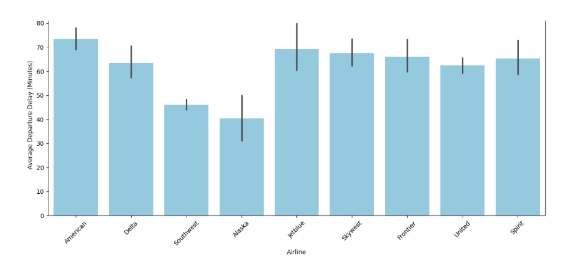 Average Departure Delay (Minutes)
80
70
60
50
40
30
20
10
0
American
Delta
Southwest
Alaska
Jetblue
Skywest
Frontier
United
Spirit
Airline